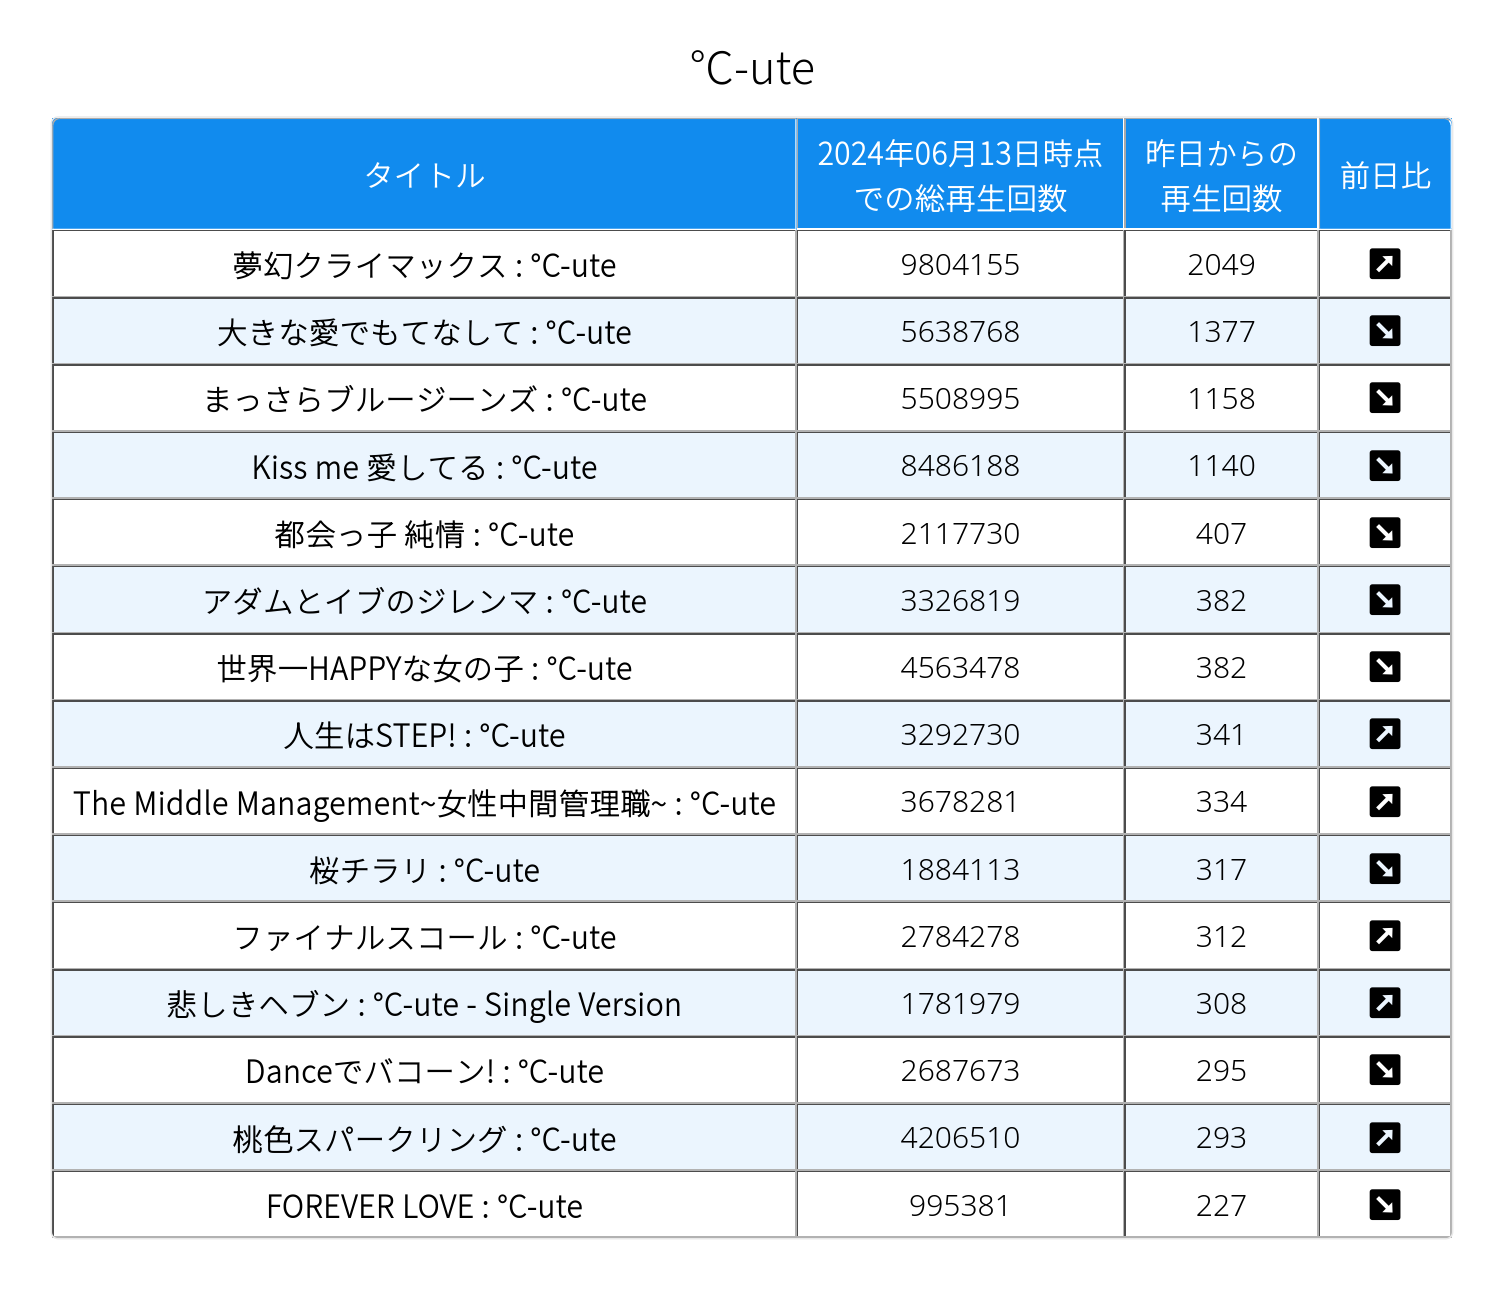 ℃-ute
タイトル 2024年06月13日時点 昨日からの 前日比
での総再生回数 再生回数
夢幻クライマックス : ℃-ute 9804155 2049
大きな愛でもてなして : ℃-ute 5638768 1377
まっさらブルージーンズ : ℃-ute 5508995 1158
Kiss me 愛してる : ℃-ute 8486188 1140
都会っ子 純情 : ℃-ute 2117730 407
アダムとイブのジレンマ : ℃-ute 3326819 382
世界一HAPPYな女の子 : ℃-ute 4563478 382
人生はSTEP! : ℃-ute 3292730 341
The Middle Management~女性中間管理職~ : ℃-ute 3678281 334
桜チラリ : ℃-ute 1884113 317
ファイナルスコール : ℃-ute 2784278 312
悲しきヘブン : ℃-ute - Single Version 1781979 308
Danceでバコーン! : ℃-ute 2687673 295
桃色スパークリング : ℃-ute 4206510 293
FOREVER LOVE : ℃-ute 995381 227